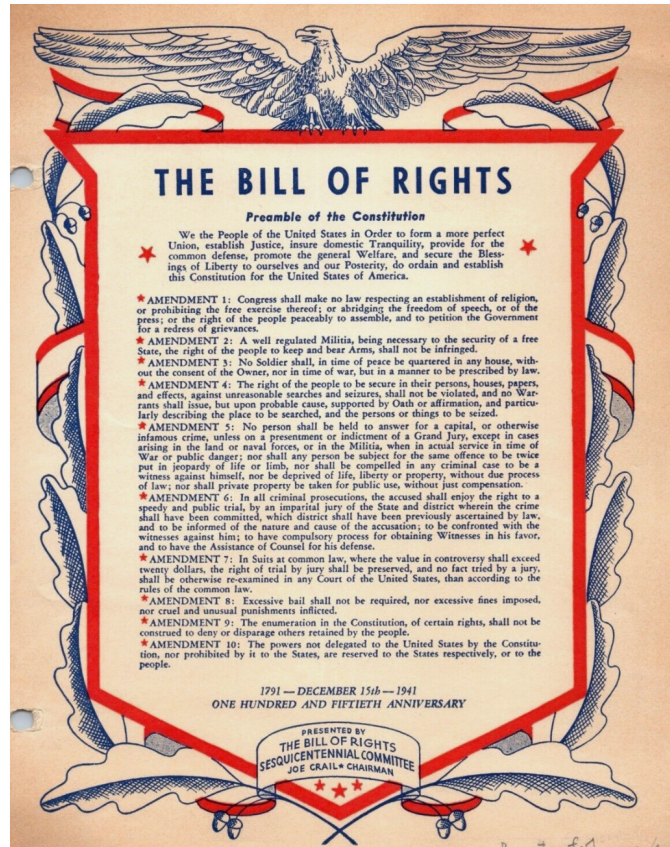 THE BILL OF RIGHTS
Preamble of the Constitution
We the People of the United States in Order to form a more perfect
Union, establish Justice, insure domestic Tranquility, provide for the
common defense, promote the general Welfare, and secure the Bless-
ings of Liberty to ourselves and our Posterity, do ordain and establish
this Constitution for the United States of America.
AMENDMENT 1: Congress shall make no law respecting an establishment of religion,
or prohibiting the free exercise thereof; or abridging the freedom of speech, or of the
press; or the right of the people peaceably to assemble, and to petition the Government
for a redress of grievances.
AMENDMENT 2: A well regulated Militia, being necessary to the security of a free
State, the right of the people to keep and bear Arms, shall not be infringed.
AMENDMENT 3: No Soldier shall, in time of peace be quartered in any house, with-
out the consent of the Owner, nor in time of war, but in a manner to be prescribed by law.
AMENDMENT 4: The right of the people to be secure in their persons, houses, papers,
and effects, against unreasonable searches and seizures, shall not be violated, and no War-
rants shall issue, but upon probable cause, supported by Oath or affirmation, and particu-
larly describing the place to be searched, and the persons or things to be seized.
AMENDMENT 5: No person shall be held to answer for a capital, or otherwise
infamous crime, unless on a presentment or indictment of a Grand Jury, except in cases
arising in the land or naval forces, or in the Militia, when in actual service in time of
War or public danger; nor shall any person be subject for the same offence to be twice
put in jeopardy of life or limb, nor shall be compelled in any criminal case to be a
witness against himself, nor be deprived of life, liberty or property, without due process
of law; nor shall private property be taken for public use, without just compensation.
AMENDMENT 6: In all criminal prosecutions, the accused shall enjoy the right to a
speedy and public trial, by an imparital jury of the State and district wherein the crime
shall have been committed, which district shall have been previously ascertained by law,
and to be informed of the nature and cause of the accusation; to be confronted with the
witnesses against him; to have compulsory process for obtaining Witnesses in his favor,
and to have the Assistance of Counsel for his defense.
AMENDMENT 7: In Suits at common law, where the value in controversy shall exceed
twenty dollars, the right of trial by jury shall be preserved, and no fact tried by a jury,
shall be otherwise re-examined in any Court of the United States, than according to the
rules of the common law.
AMENDMENT 8: Excessive bail shall not be required, nor excessive fines imposed,
nor cruel and unusual punishments inflicted.
AMENDMENT 9: The enumeration in the Constitution, of certain rights, shall not be
construed to deny or disparage others retained by the people.
AMENDMENT 10: The powers not delegated to the United States by the Constitu-
tion, nor prohibited by it to the States, are reserved to the States respectively, or to the
people.
1791 — DECEMBER 15th — 1941
ONE HUNDRED AND FIFTIETH ANNIVERSARY
PRESENTED BY
THE BILL OF RIGHTS
SESQUICENTENNIAL COMMITTEE
JOE CRAIL ★ CHAIRMAN